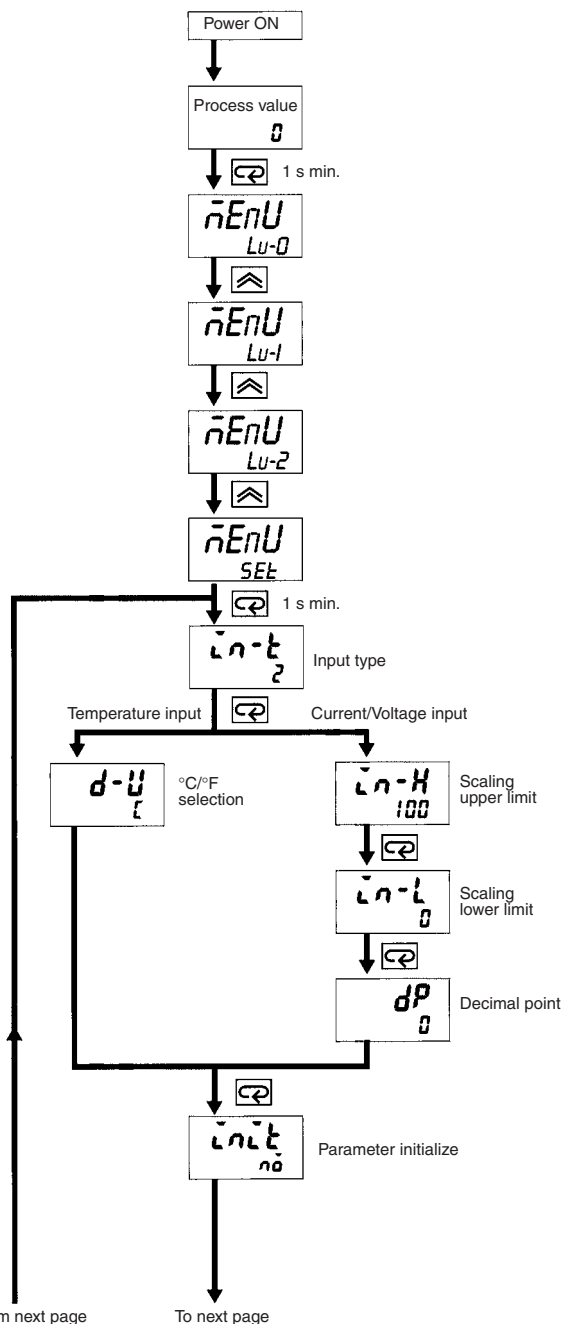 Power ON
Process value
0
1 s min.
mEnU
Lu-0
mEnU
Lu-1
mEnU
Lu-2
mEnU
SEt
1 s min.
in-t
2
Input type
Temperature input
Current/Voltage input
d-U
C
°C/°F
selection
in-H
100
Scaling
upper limit
in-L
0
Scaling
lower limit
dP
0
Decimal point
init
no
Parameter initialize
m next page
To next page